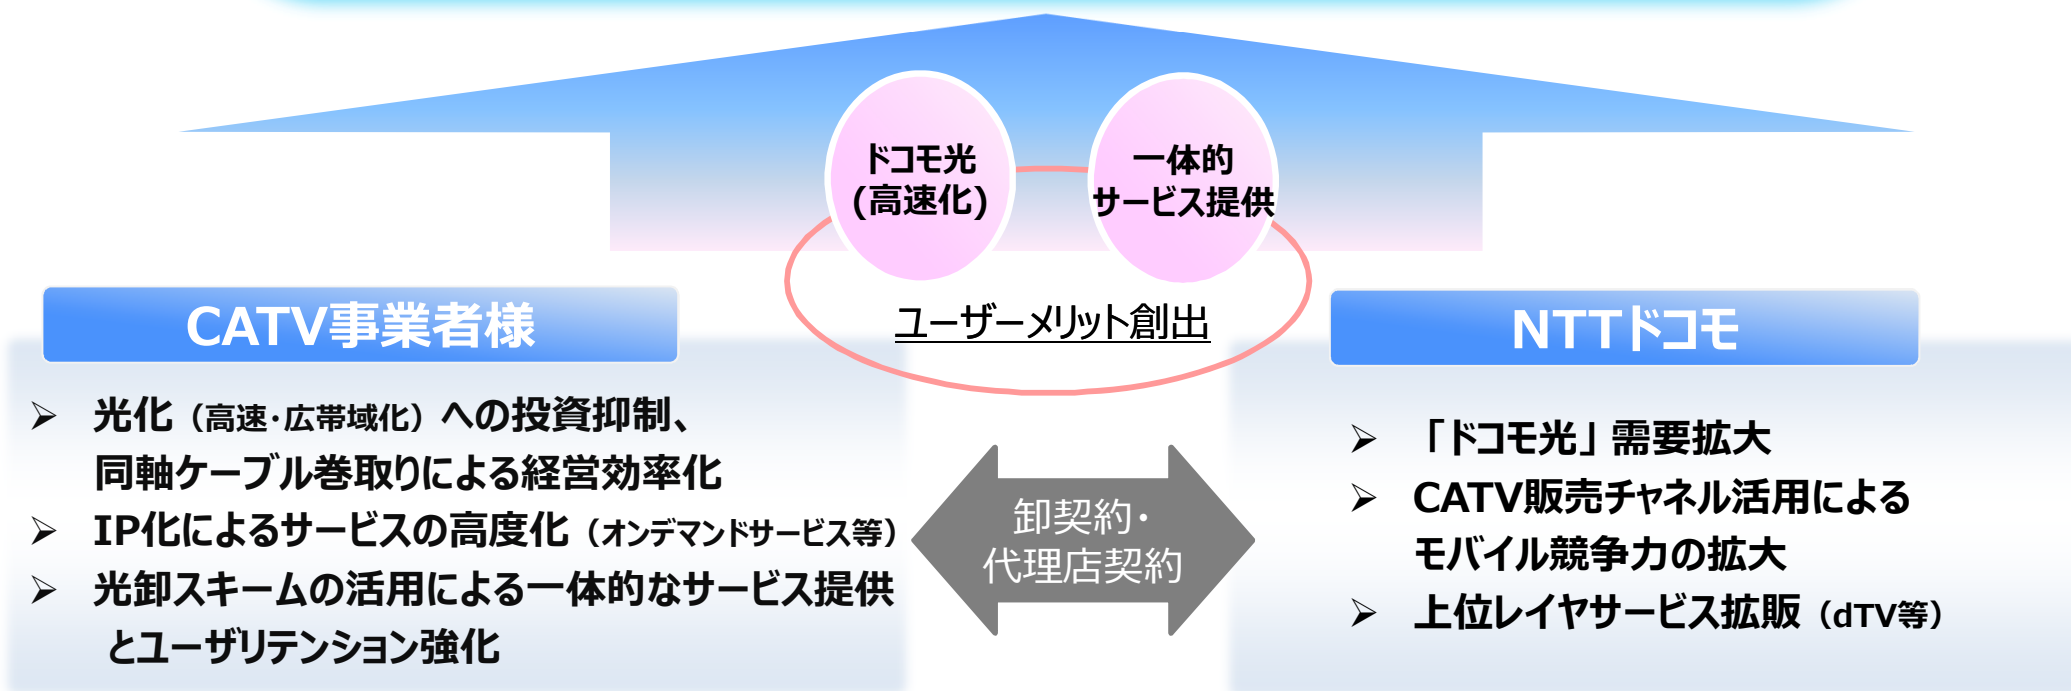 ドコモ光
(高速化)
一体的
サービス提供
ユーザーメリット創出
CATV事業者様
➢ 光化（高速・広帯域化）への投資抑制、
同軸ケーブル巻取りによる経営効率化
➢ IP化によるサービスの高度化（オンデマンドサービス等）
➢ 光卸スキームの活用による一体的なサービス提供
とユーザリテンション強化
卸契約・
代理店契約
NTTドコモ
➢ 「ドコモ光」需要拡大
➢ CATV販売チャネル活用による
モバイル競争力の拡大
➢ 上位レイヤサービス拡販（dTV等）